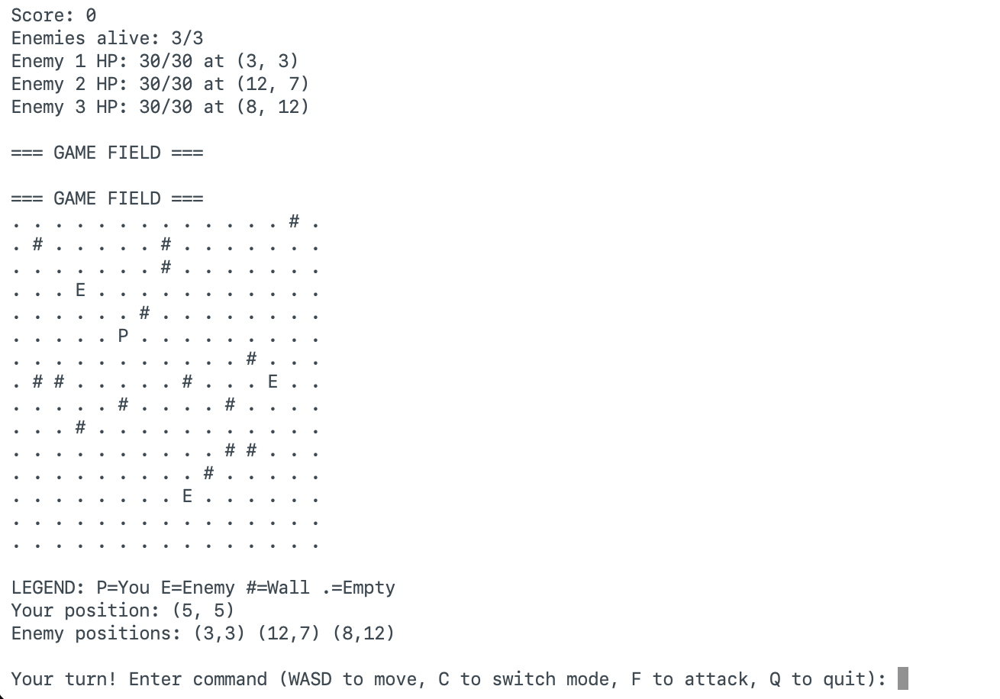 Score: 0
Enemies alive: 3/3
Enemy 1 HP: 30/30 at (3, 3)
Enemy 2 HP: 30/30 at (12, 7)
Enemy 3 HP: 30/30 at (8, 12)

=== GAME FIELD ===

=== GAME FIELD ===
. . . . . . . . . . . . . # .
. # . . . . . # . . . . . . .
. . . . . . . # . . . . . . .
. . . E . . . . . . . . . . .
. . . . . . # . . . . . . . .
. . . . . P . . . . . . . . .
. . . . . . . . . . . # . . .
. # # . . . . . # . . . E . .
. . . . . # . . . . # . . . .
. . . # . . . . . . . . . . .
. . . . . . . . . . # # . . .
. . . . . . . . . # . . . . .
. . . . . . . . E . . . . . .
. . . . . . . . . . . . . . .
. . . . . . . . . . . . . . .

LEGEND: P=You E=Enemy #=Wall .=Empty
Your position: (5, 5)
Enemy positions: (3,3) (12,7) (8,12)

Your turn! Enter command (WASD to move, C to switch mode, F to attack, Q to quit):